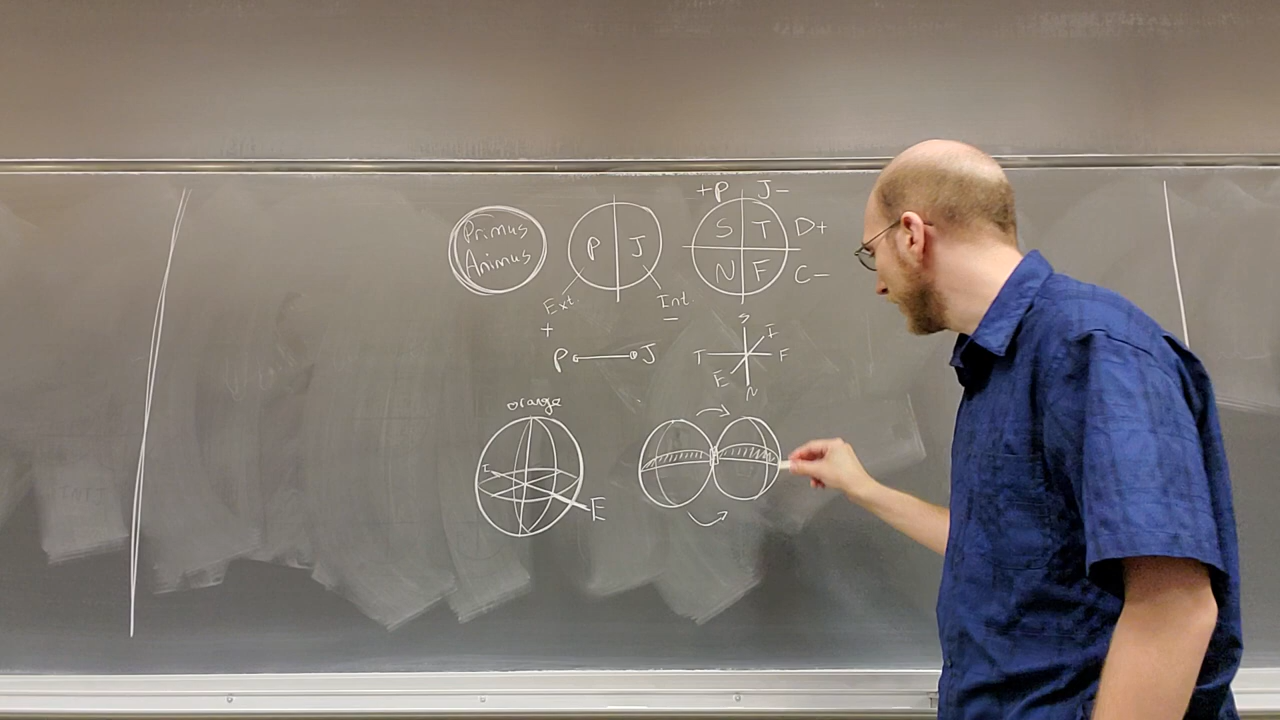 +P J-
Primus
Animus
P J
S T D+
N F C-
Ext. Int.
+ -
P J
S
I
T F
E
N
orange
I
E